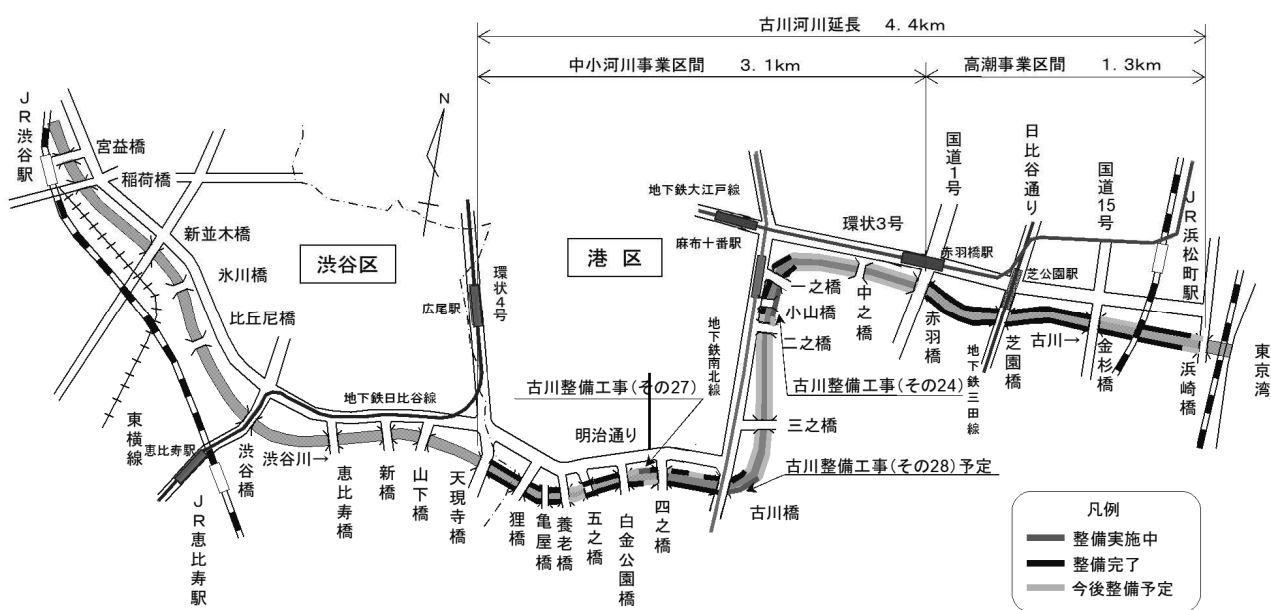 古川河川延長 4.4km
中小河川事業区間 3.1km
高潮事業区間 1.3km
JR渋谷駅
宮益橋
稲荷橋
新並木橋
氷川橋
比丘尼橋
渋谷区
港 区
N
広尾駅
環状4号
地下鉄大江戸線
麻布十番駅
環状3号
国道1号
赤羽橋駅
日比谷通り
芝公園駅
国道15号
JR浜松町駅
一之橋
小山橋
二之橋
中之橋
赤羽橋
地下鉄三田線
芝園橋
古川→
金杉橋
浜崎橋
東京湾
地下鉄南北線
古川整備工事(その27)
古川整備工事(その24)
三之橋
明治通り
古川整備工事(その28)予定
地下鉄日比谷線
東横線
恵比寿駅
JR恵比寿駅
渋谷橋
渋谷川→
恵比寿橋
新橋
山下橋
天現寺橋
狸橋
亀屋橋
養老橋
五之橋
白金公園橋
四之橋
古川橋
凡例
整備実施中
整備完了
今後整備予定